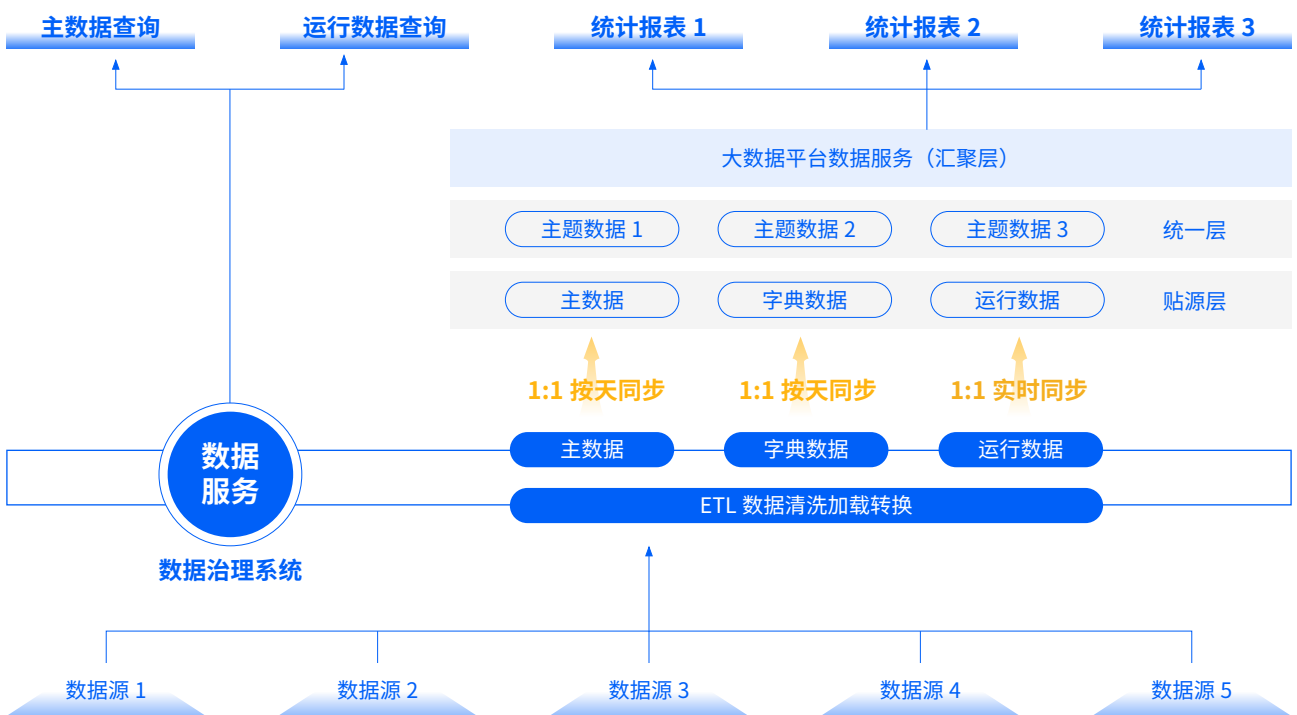 主数据查询
运行数据查询
统计报表 1
统计报表 2
统计报表 3
大数据平台数据服务（汇聚层）
主题数据 1
主题数据 2
主题数据 3
统一层
主数据
字典数据
运行数据
贴源层
1:1 按天同步
1:1 按天同步
1:1 实时同步
数据
服务
主数据
字典数据
运行数据
ETL 数据清洗加载转换
数据治理系统
数据源 1
数据源 2
数据源 3
数据源 4
数据源 5